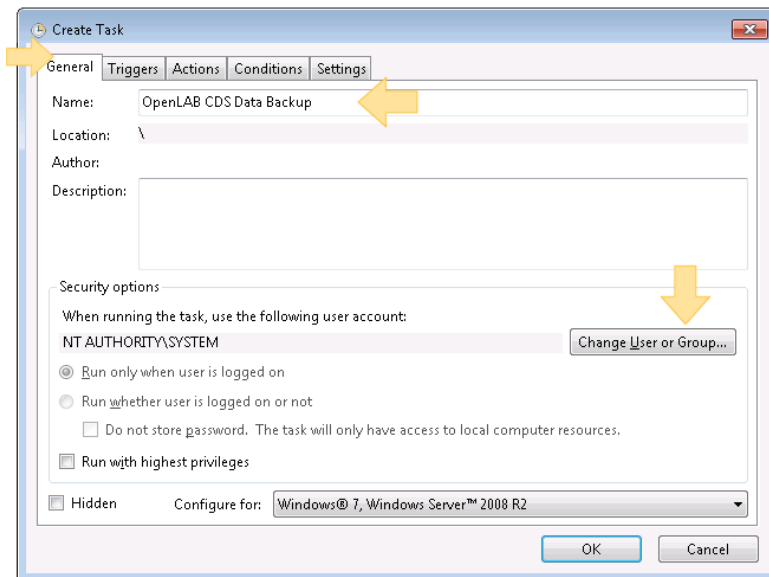 Create Task
General Triggers Actions Conditions Settings
Name: OpenLAB CDS Data Backup
Location: \
Author:
Description:
Security options
When running the task, use the following user account:
NT AUTHORITY\SYSTEM Change User or Group...
Run only when user is logged on
Run whether user is logged on or not
Do not store password. The task will only have access to local computer resources.
Run with highest privileges
Hidden Configure for: Windows® 7, Windows Server™ 2008 R2
OK Cancel